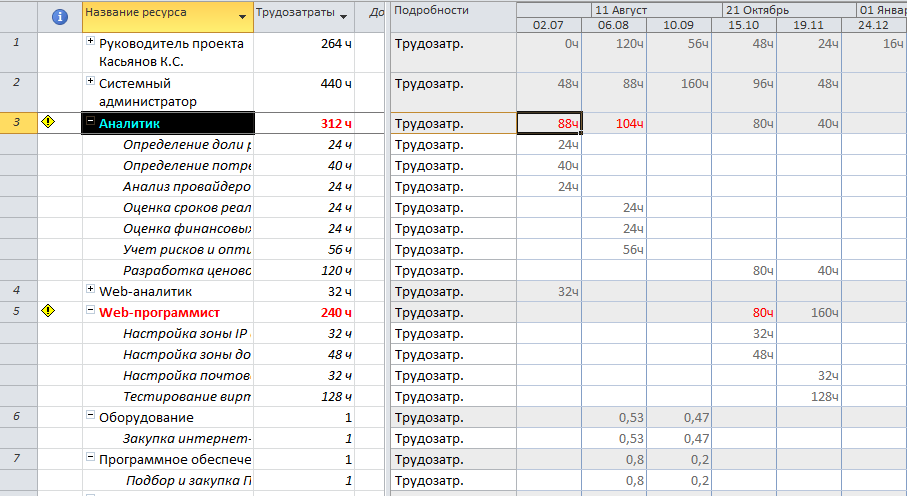 Название ресурса Трудозатраты До Подробности 11 Август 21 Октябрь 01 Январ
02.07 06.08 10.09 15.10 19.11 24.12
1 Руководитель проекта Касьянов К.С. 264 ч Трудозатр. 0ч 120ч 56ч 48ч 24ч 16ч
2 Системный администратор 440 ч Трудозатр. 48ч 88ч 160ч 96ч 48ч
3 Аналитик 312 ч Трудозатр. 88ч 104ч 80ч 40ч
Определение доли р 24 ч Трудозатр. 24ч
Определение потре 40 ч Трудозатр. 40ч
Анализ провайдеро 24 ч Трудозатр. 24ч
Оценка сроков реал 24 ч Трудозатр. 24ч
Оценка финансовых 24 ч Трудозатр. 24ч
Учет рисков и опти 56 ч Трудозатр. 56ч
Разработка ценово 120 ч Трудозатр. 80ч 40ч
4 Web-аналитик 32 ч Трудозатр. 32ч
5 Web-программист 240 ч Трудозатр. 80ч 160ч
Настройка зоны IP 32 ч Трудозатр. 32ч
Настройка зоны до 48 ч Трудозатр. 48ч
Настройка почтов 32 ч Трудозатр. 32ч
Тестирование вирт 128 ч Трудозатр. 128ч
6 Оборудование 1 Трудозатр. 0,53 0,47
Закупка интернет- 1 Трудозатр. 0,53 0,47
7 Программное обеспече 1 Трудозатр. 0,8 0,2
Подбор и закупка П 1 Трудозатр. 0,8 0,2